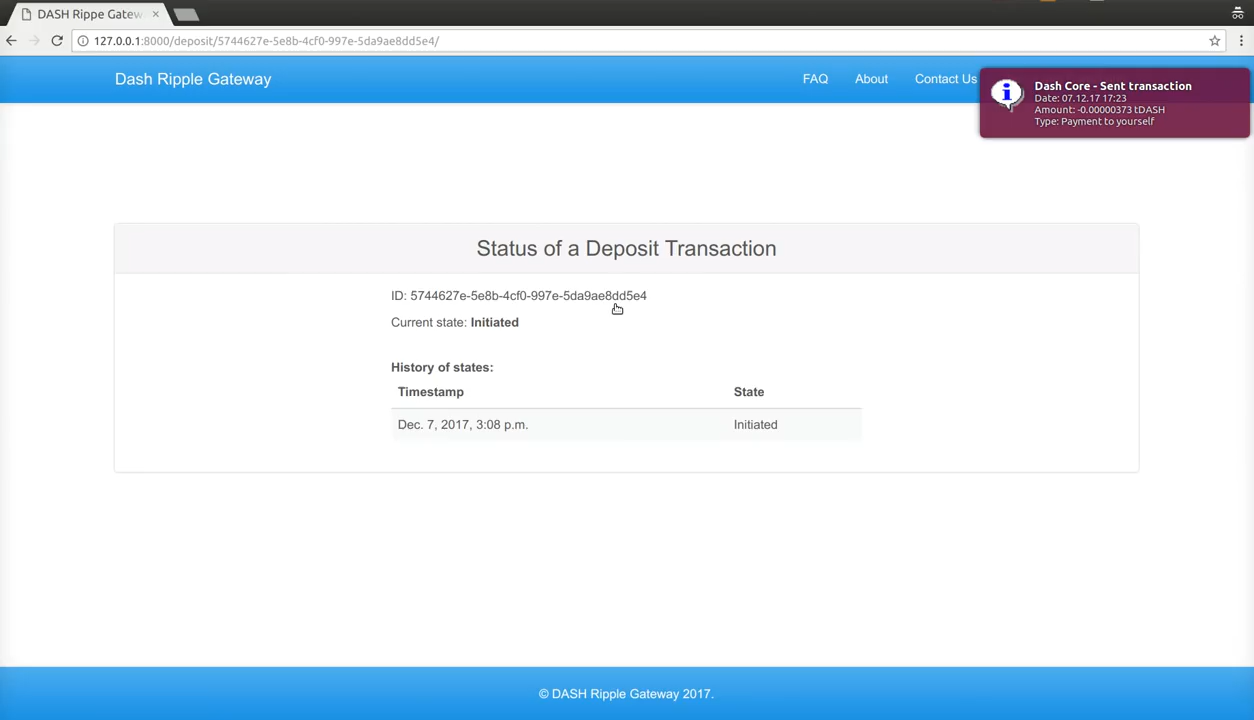 DASH Rippe Gatew
127.0.0.1:8000/deposit/5744627e-5e8b-4cf0-997e-5da9ae8dd5e4/
Dash Ripple Gateway
FAQ About Contact Us
Dash Core - Sent transaction
Date: 07.12.17 17:23
Amount: -0.00000373 tDASH
Type: Payment to yourself
Status of a Deposit Transaction
ID: 5744627e-5e8b-4cf0-997e-5da9ae8dd5e4
Current state: Initiated
History of states:
Timestamp State
Dec. 7, 2017, 3:08 p.m. Initiated
© DASH Ripple Gateway 2017.